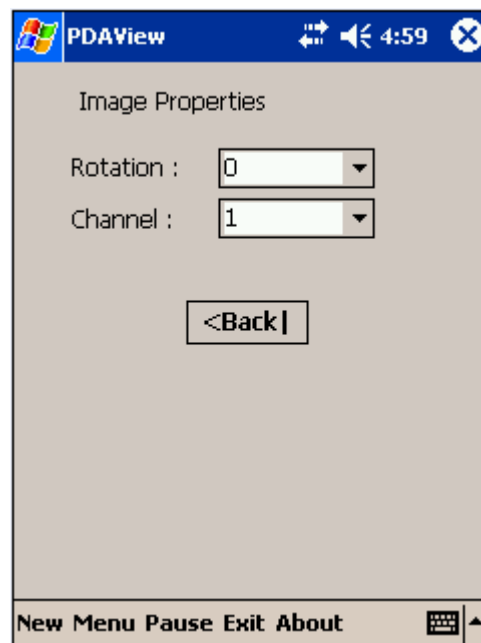 PDAView 4:59
Image Properties
Rotation : 0
Channel : 1
<Back|
New Menu Pause Exit About